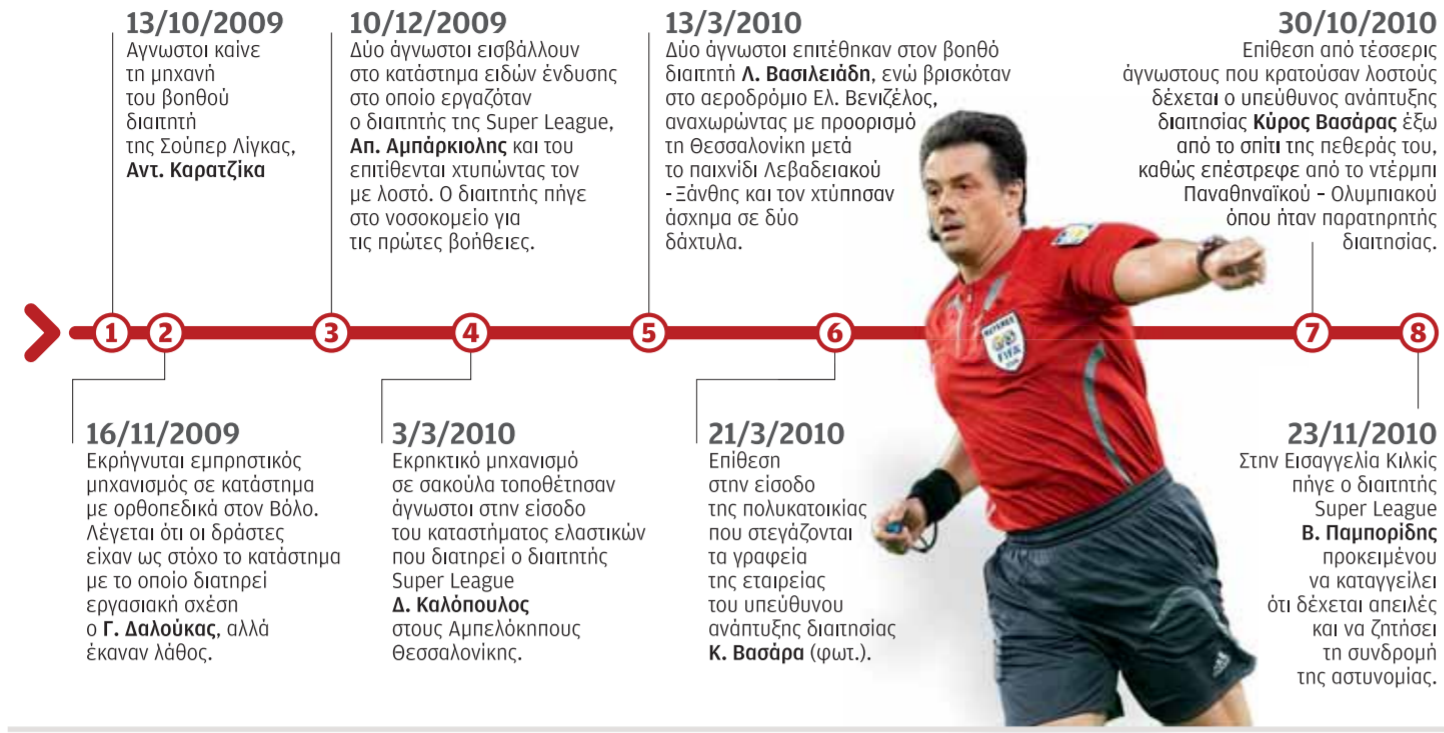 13/10/2009
Αγνωστοι καίνε
τη μηχανή
του βοηθού
διαιτητή
της Σούπερ Λίγκας,
Αντ. Καρατζίκα
10/12/2009
Δύο άγνωστοι εισβάλλουν
στο κατάστημα ειδών ένδυσης
στο οποίο εργαζόταν
ο διαιτητής της Super League,
Απ. Αμπάρκιολης και του
επιτίθενται χτυπώντας τον
με λοστό. Ο διαιτητής πήγε
στο νοσοκομείο για
τις πρώτες βοήθειες.
13/3/2010
Δύο άγνωστοι επιτέθηκαν στον βοηθό
διαιτητή Λ. Βασιλειάδη, ενώ βρισκόταν
στο αεροδρόμιο Ελ. Βενιζέλος,
αναχωρώντας με προορισμό
τη Θεσσαλονίκη μετά
το παιχνίδι Λεβαδειακού
- Ξάνθης και τον χτύπησαν
άσχημα σε δύο
δάχτυλα.
30/10/2010
Επίθεση από τέσσερις
άγνωστους που κρατούσαν λοστούς
δέχεται ο υπεύθυνος ανάπτυξης
διαιτησίας Κύρος Βασάρας έξω
από το σπίτι της πεθεράς του,
καθώς επέστρεφε από το ντέρμπι
Παναθηναϊκού - Ολυμπιακού
όπου ήταν παρατηρητής
διαιτησίας.
1 2 3 4 5 6 7 8
REFEREE
FIFA
16/11/2009
Εκρήγνυται εμπρηστικός
μηχανισμός σε κατάστημα
με ορθοπεδικά στον Βόλο.
Λέγεται ότι οι δράστες
είχαν ως στόχο το κατάστημα
με το οποίο διατηρεί
εργασιακή σχέση
ο Γ. Δαλούκας, αλλά
έκαναν λάθος.
3/3/2010
Εκρηκτικό μηχανισμό
σε σακούλα τοποθέτησαν
άγνωστοι στην είσοδο
του καταστήματος ελαστικών
που διατηρεί ο διαιτητής
Super League
Δ. Καλόπουλος
στους Αμπελόκηπους
Θεσσαλονίκης.
21/3/2010
Επίθεση
στην είσοδο
της πολυκατοικίας
που στεγάζονται
τα γραφεία
της εταιρείας
του υπεύθυνου
ανάπτυξης διαιτησίας
Κ. Βασάρα (φωτ.).
23/11/2010
Στην Εισαγγελία Κιλκίς
πήγε ο διαιτητής
Super League
Β. Παμπορίδης
προκειμένου
να καταγγείλει
ότι δέχεται απειλές
και να ζητήσει
τη συνδρομή
της αστυνομίας.